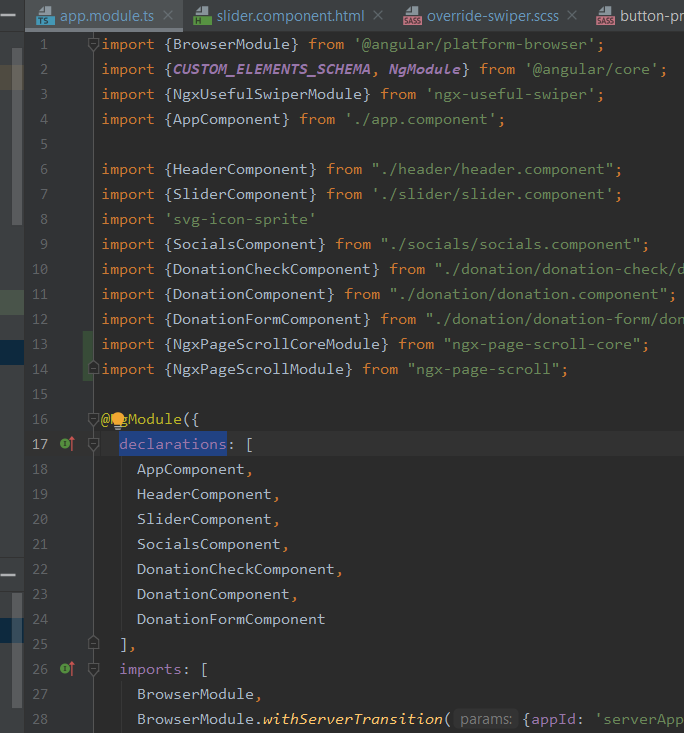 app.module.ts slider.component.html override-swiper.scss button-pr
1 import {BrowserModule} from '@angular/platform-browser';
2 import {CUSTOM_ELEMENTS_SCHEMA, NgModule} from '@angular/core';
3 import {NgxUsefulSwiperModule} from 'ngx-useful-swiper';
4 import {AppComponent} from './app.component';
5
6 import {HeaderComponent} from "./header/header.component";
7 import {SliderComponent} from './slider/slider.component';
8 import 'svg-icon-sprite'
9 import {SocialsComponent} from "./socials/socials.component";
10 import {DonationCheckComponent} from "./donation/donation-check/d
11 import {DonationComponent} from "./donation/donation.component";
12 import {DonationFormComponent} from "./donation/donation-form/don
13 import {NgxPageScrollCoreModule} from "ngx-page-scroll-core";
14 import {NgxPageScrollModule} from "ngx-page-scroll";
15
16 @NgModule({
17 declarations: [
18 AppComponent,
19 HeaderComponent,
20 SliderComponent,
21 SocialsComponent,
22 DonationCheckComponent,
23 DonationComponent,
24 DonationFormComponent
25 ],
26 imports: [
27 BrowserModule,
28 BrowserModule.withServerTransition( params: {appId: 'serverApp